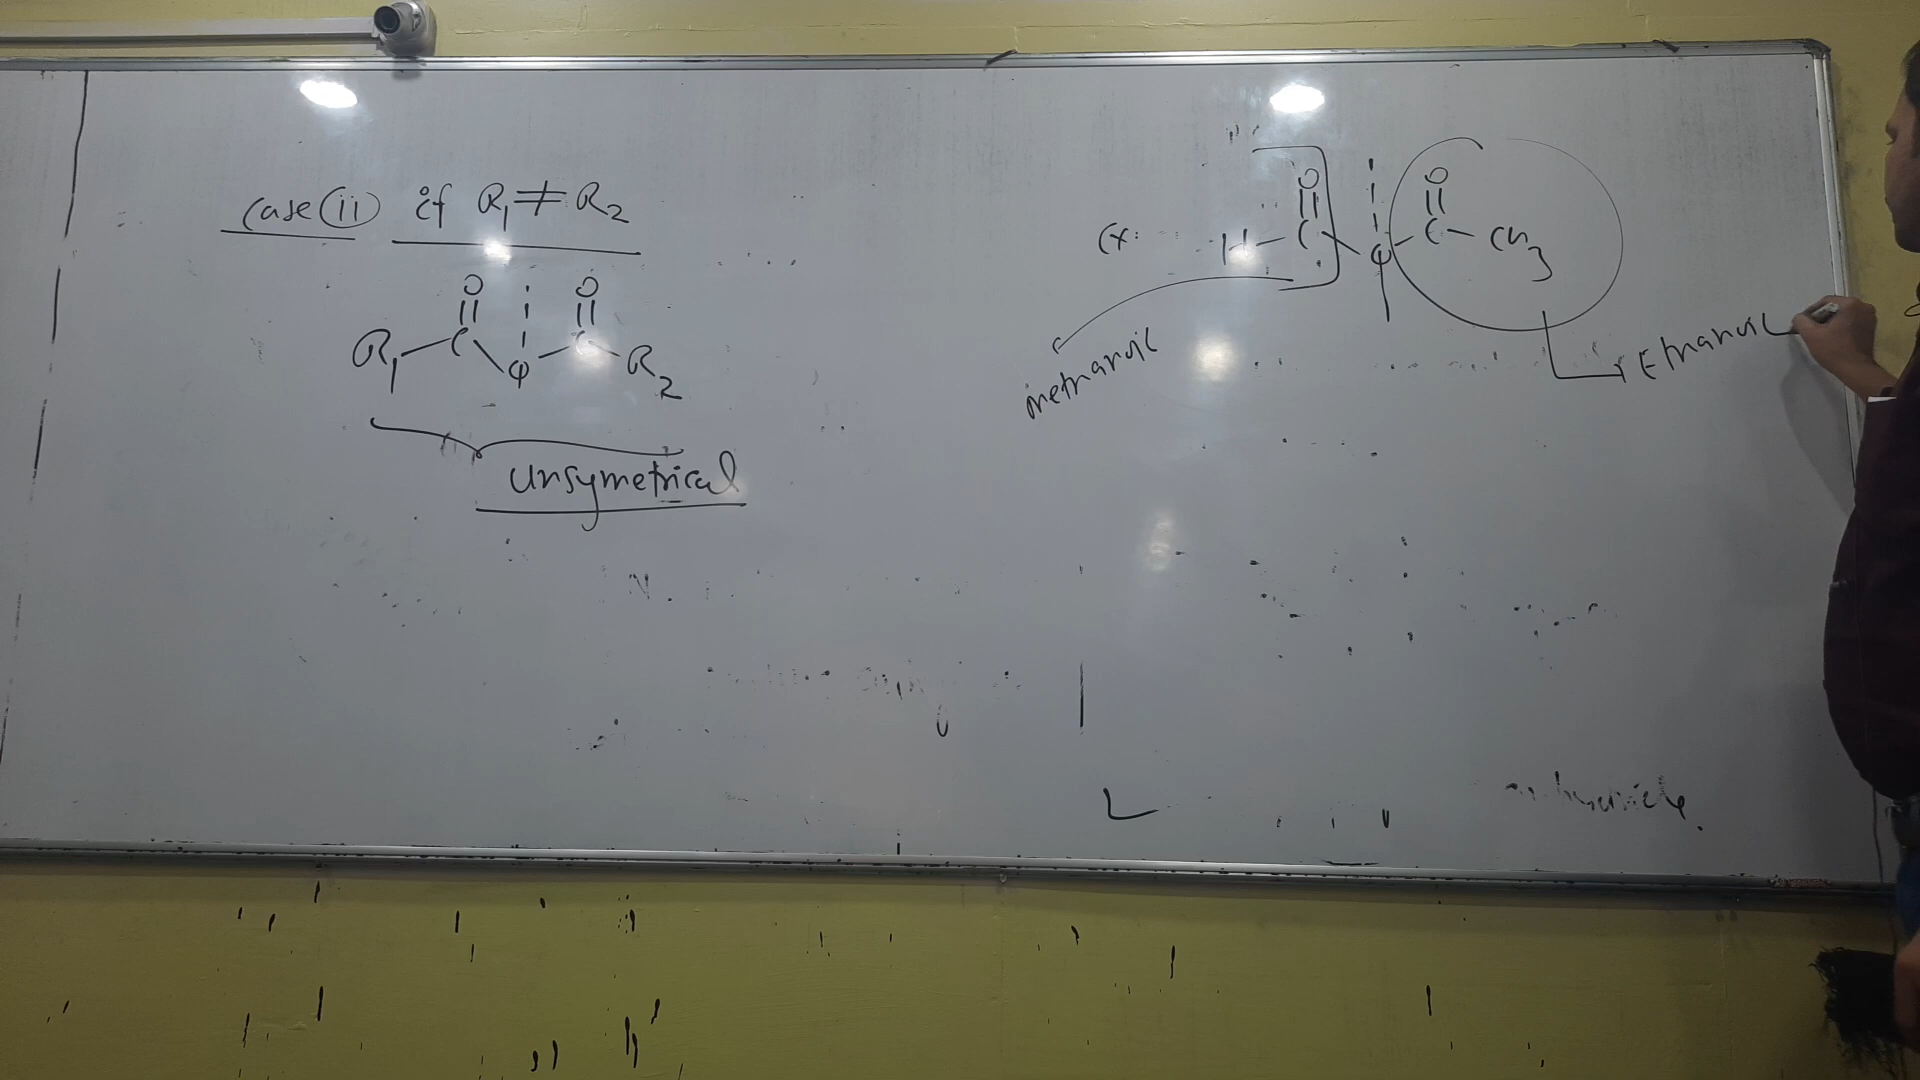 case (ii) if R₁ ≠ R₂
O O
R₁ C O C R₂
Unsymetrical
O O
Ex: H - C O C - CH₃
methanoic
Ethanoic